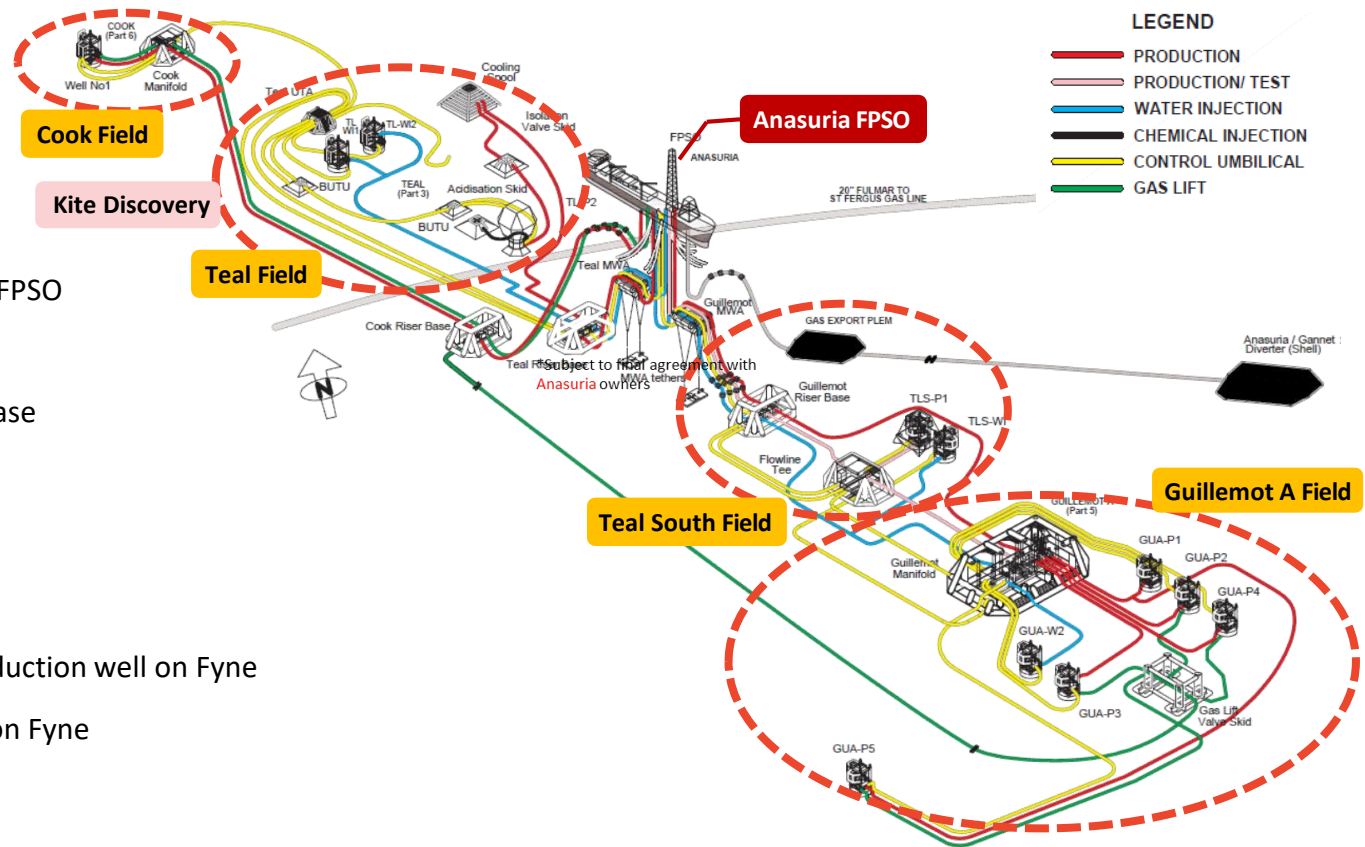 LEGEND
PRODUCTION
PRODUCTION/ TEST
WATER INJECTION
CHEMICAL INJECTION
CONTROL UMBILICAL
GAS LIFT
COOK
(Part 6)
Well No1
Cook
Manifold
Cook Field
Kite Discovery
Teal Field
Teal UTA
TL
WI1
TL-WI2
BUTU
TEAL
(Part 3)
Cooling
Spool
Isolation
Valve Skid
Acidisation Skid
BUTU
Anasuria FPSO
FPSO
ANASURIA
20" FULMAR TO
ST FERGUS GAS LINE
FPSO
ase
duction well on Fyne
on Fyne
N
Cook Riser Base
Teal MWA
Guillemot
MWA
*Subject to final agreement with
Anasuria owners
MWA tethers
GAS EXPORT PLEM
Anasuria / Gannet :
Diverter (Shell)
Guillemot
Riser Base
TLS-P1
TLS-WI
Flowline
Tee
Teal South Field
Guillemot A Field
(Part 5)
Guillemot
Manifold
GUA-P1
GUA-P2
GUA-P4
GUA-W2
GUA-P3
Gas Lift
Valve Skid
GUA-P5